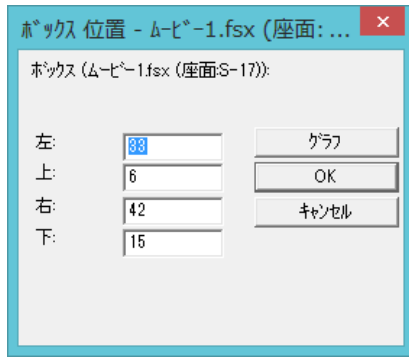 ﾎﾞｯｸｽ 位置 - ﾑｰﾋﾞｰ1.fsx (座面: ...
ﾎﾞｯｸｽ (ﾑｰﾋﾞｰ1.fsx (座面:S-17)):
左: 33 ｸﾞﾗﾌ
上: 6 OK
右: 42 ｷｬﾝｾﾙ
下: 15